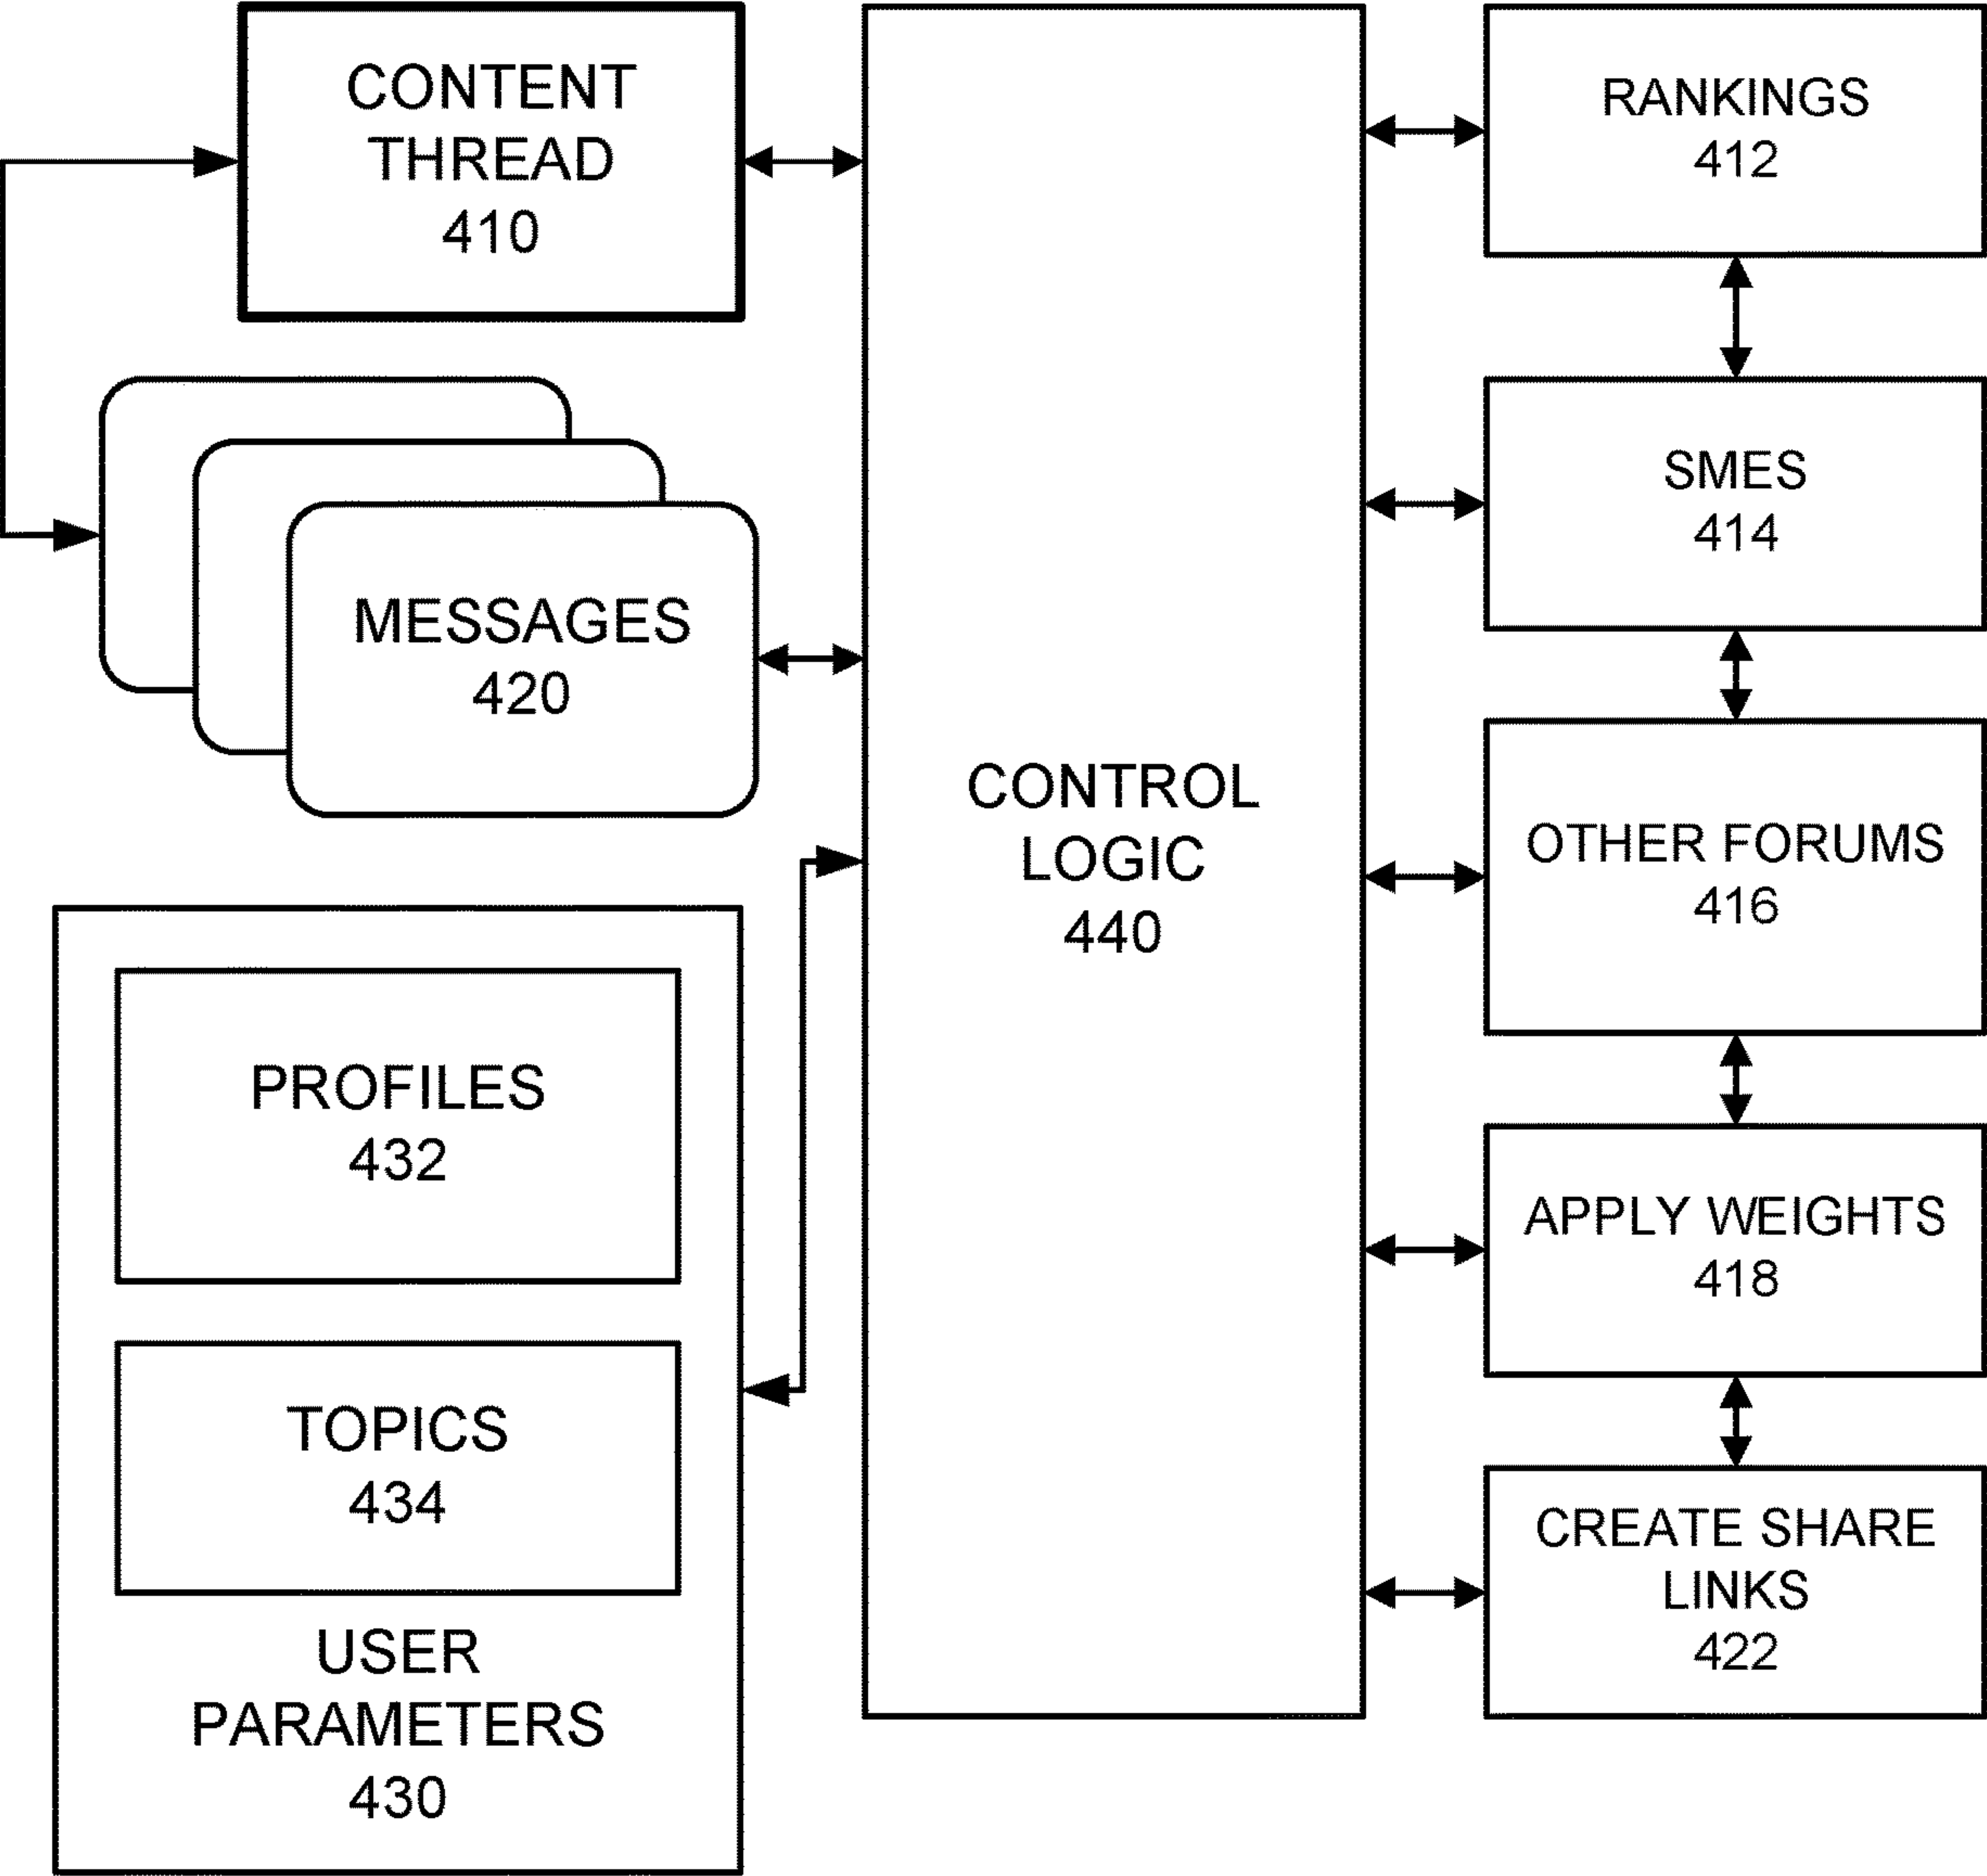 CONTENT
THREAD
410
MESSAGES
420
PROFILES
432
TOPICS
434
USER
PARAMETERS
430
CONTROL
LOGIC
440
RANKINGS
412
SMES
414
OTHER FORUMS
416
APPLY WEIGHTS
418
CREATE SHARE
LINKS
422